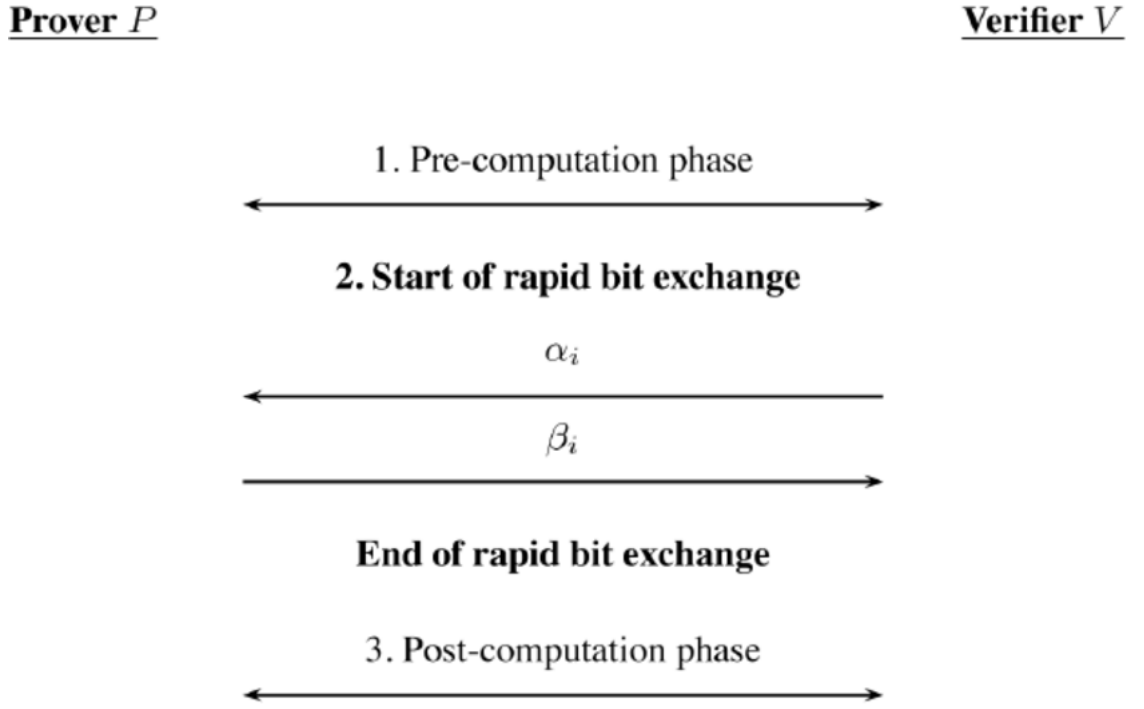 Prover P
Verifier V
1. Pre-computation phase
2. Start of rapid bit exchange
αᵢ
βᵢ
End of rapid bit exchange
3. Post-computation phase